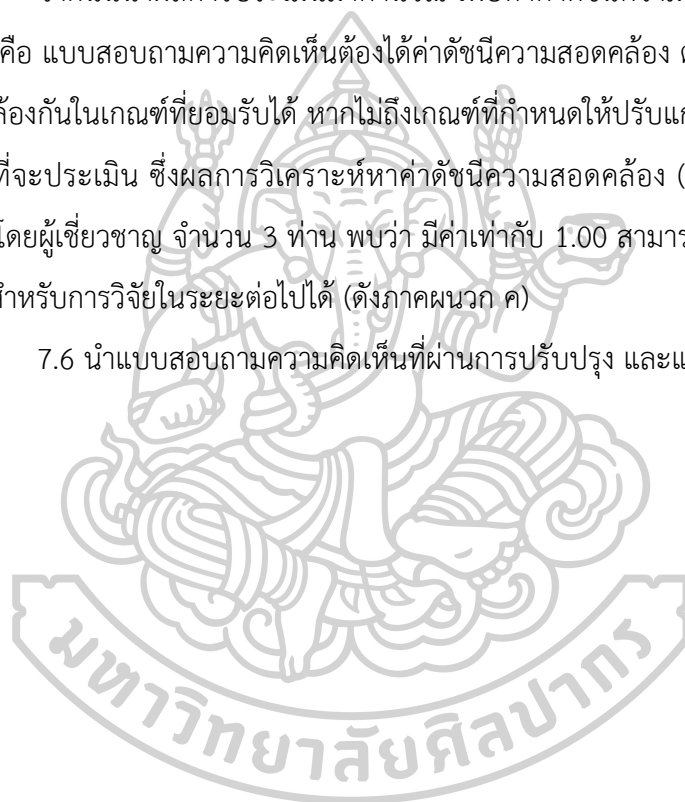 คือ แบบสอบถามความคิดเห็นต้องได้ค่าดัชนีความสอดคล้อง
ล้องกันในเกณฑ์ที่ยอมรับได้ หากไม่ถึงเกณฑ์ที่กำหนดให้ปรับแก
ที่จะประเมิน ซึ่งผลการวิเคราะห์หาค่าดัชนีความสอดคล้อง (
โดยผู้เชี่ยวชาญ จำนวน 3 ท่าน พบว่า มีค่าเท่ากับ 1.00 สามาร
สำหรับการวิจัยในระยะต่อไปได้ (ดังภาคผนวก ค)
7.6 นำแบบสอบถามความคิดเห็นที่ผ่านการปรับปรุง และแ
มหาวิทยาลัยศิลปากร